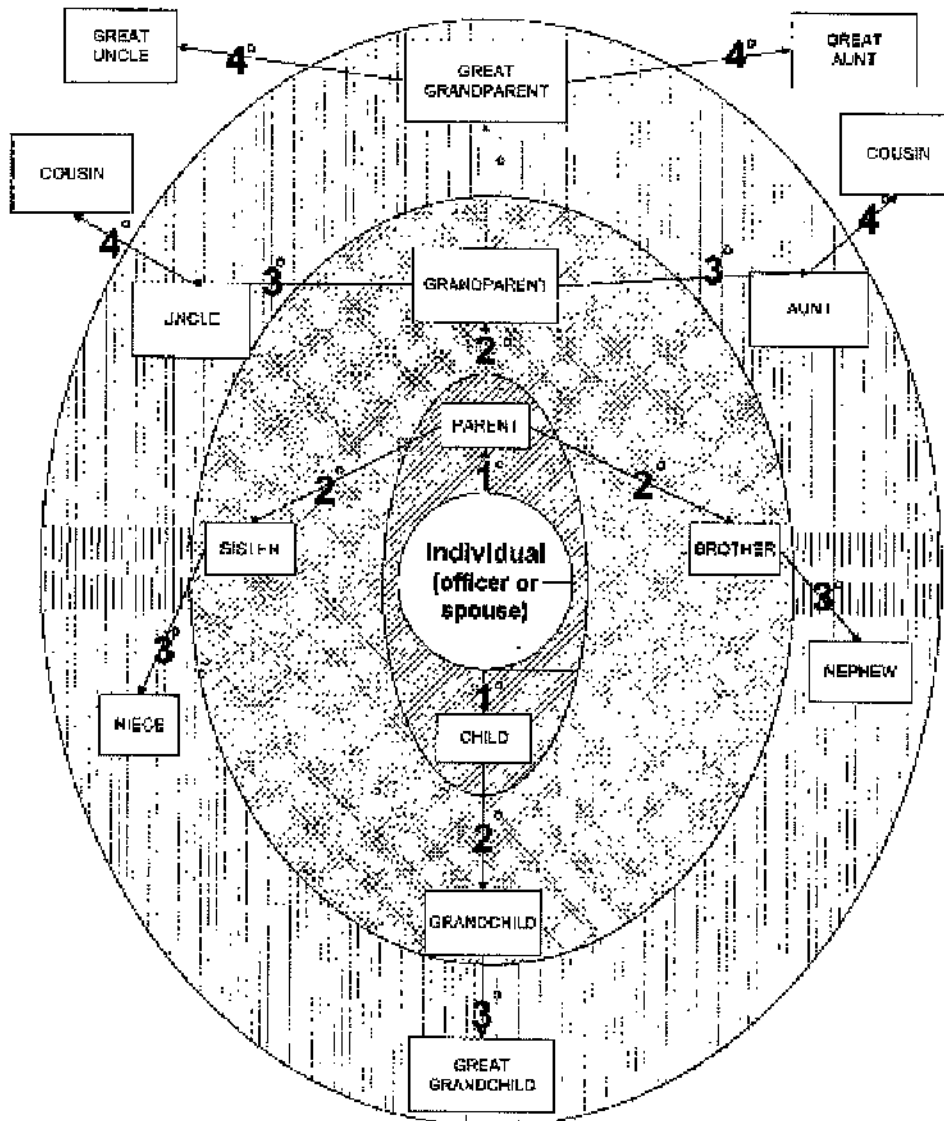 GREAT
UNCLE
4°
GREAT
GRANDPARENT
4°
GREAT
AUNT
COUSIN
°
COUSIN
4°
4°
UNCLE
3°
GRANDPARENT
3°
AUNT
2°
PARENT
2°
1°
2°
SISTER
Individual
(officer or
spouse)
BROTHER
3°
3°
NIECE
NEPHEW
1°
CHILD
2°
GRANDCHILD
3°
GREAT
GRANDCHILD